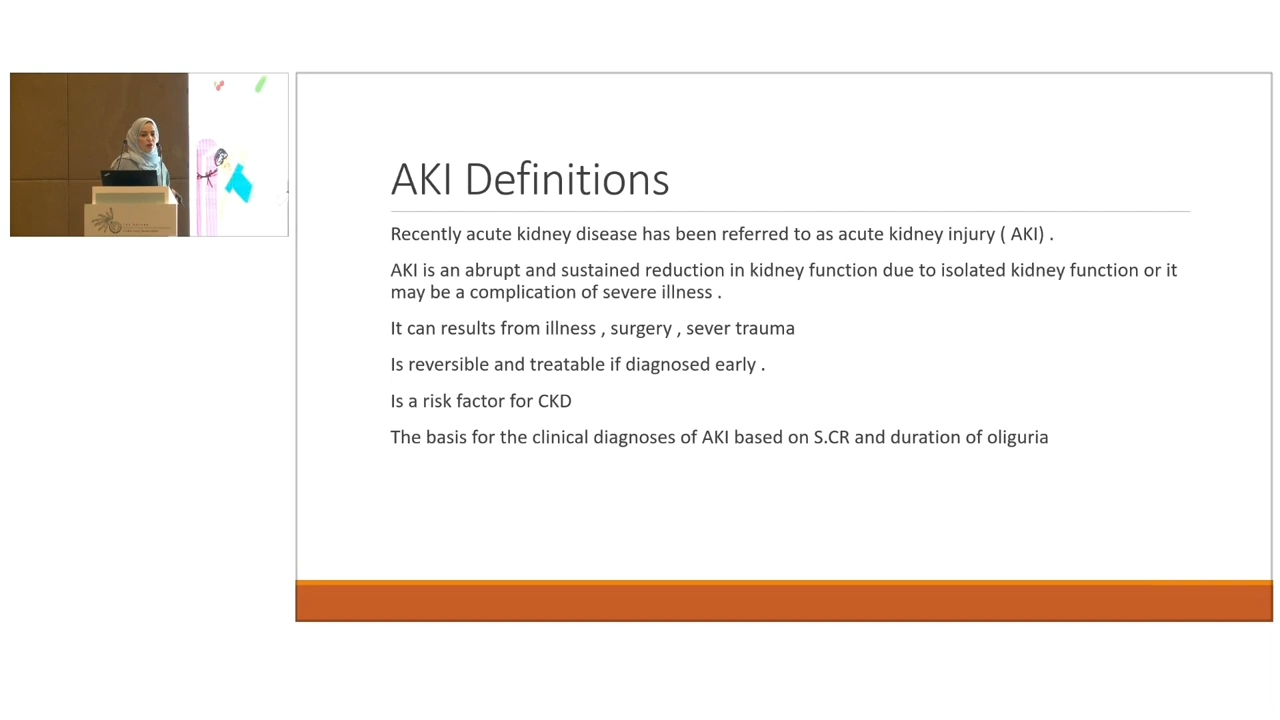 AKI Definitions
Recently acute kidney disease has been referred to as acute kidney injury ( AKI) .
AKI is an abrupt and sustained reduction in kidney function due to isolated kidney function or it
may be a complication of severe illness .
It can results from illness , surgery , sever trauma
Is reversible and treatable if diagnosed early .
Is a risk factor for CKD
The basis for the clinical diagnoses of AKI based on S.CR and duration of oliguria